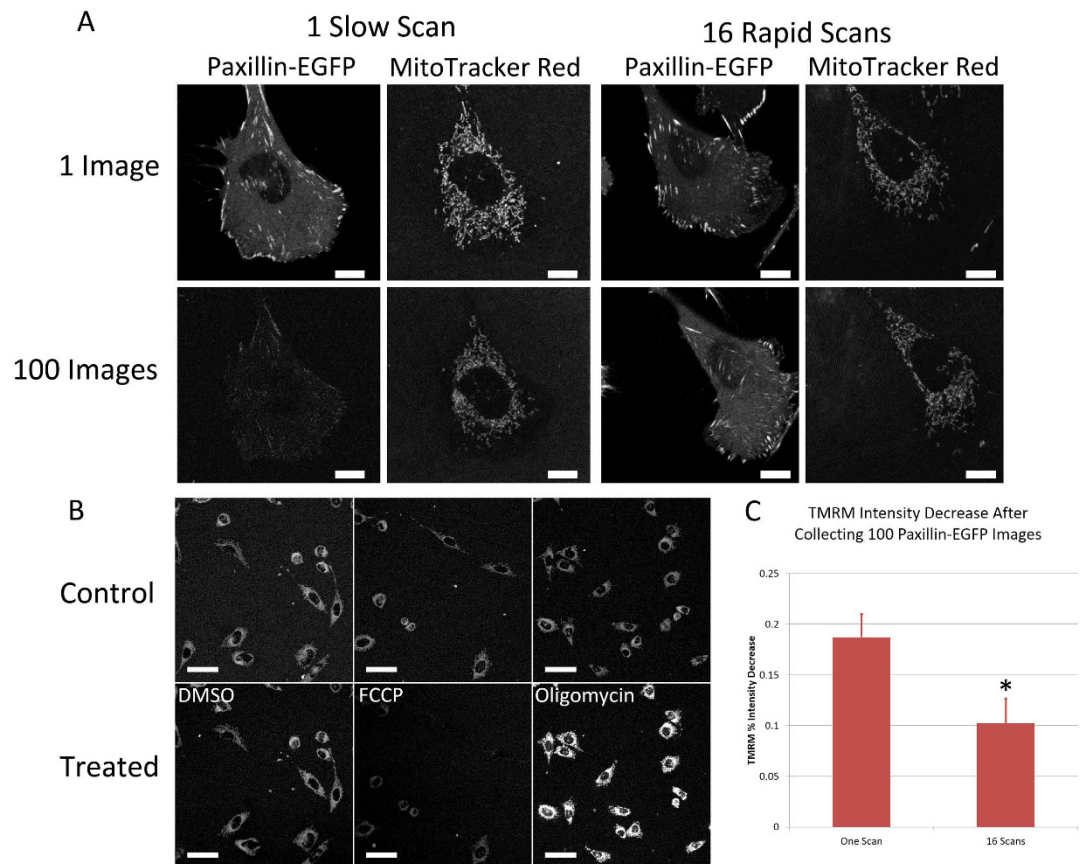 A
1 Slow Scan
16 Rapid Scans
Paxillin-EGFP
MitoTracker Red
Paxillin-EGFP
MitoTracker Red
1 Image
100 Images
B
Control
DMSO
FCCP
Oligomycin
Treated
C
TMRM Intensity Decrease After
Collecting 100 Paxillin-EGFP Images
TMRM % Intensity Decrease
0.25
0.2
0.15
0.1
0.05
0
*
One Scan
16 Scans